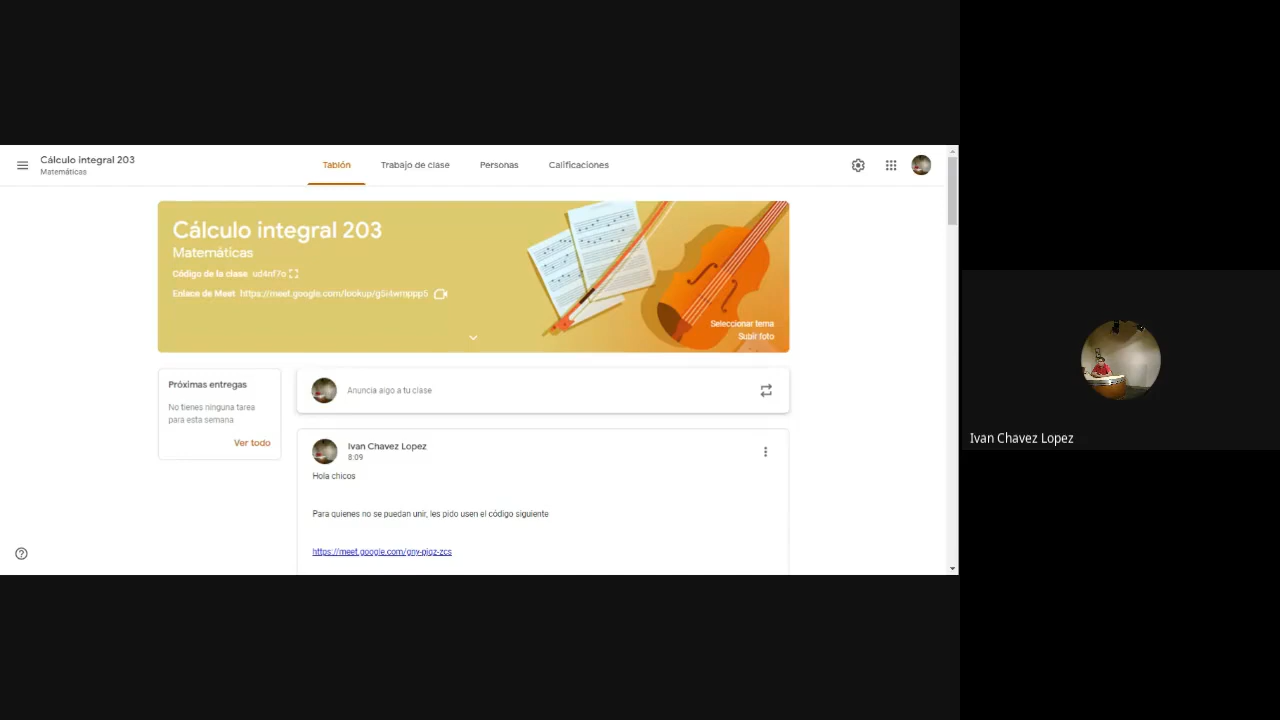 Cálculo integral 203
Matemáticas
Tablón
Trabajo de clase
Personas
Calificaciones
Cálculo integral 203
Matemáticas
Código de la clase ud4nf7o
Enlace de Meet
Seleccionar tema
Subir foto
Próximas entregas
No tienes ninguna tarea
para esta semana
Ver todo
Anuncia algo a tu clase
Ivan Chavez Lopez
8:09
Hola chicos
Para quienes no se puedan unir, les pido usen el código siguiente
Ivan Chavez Lopez